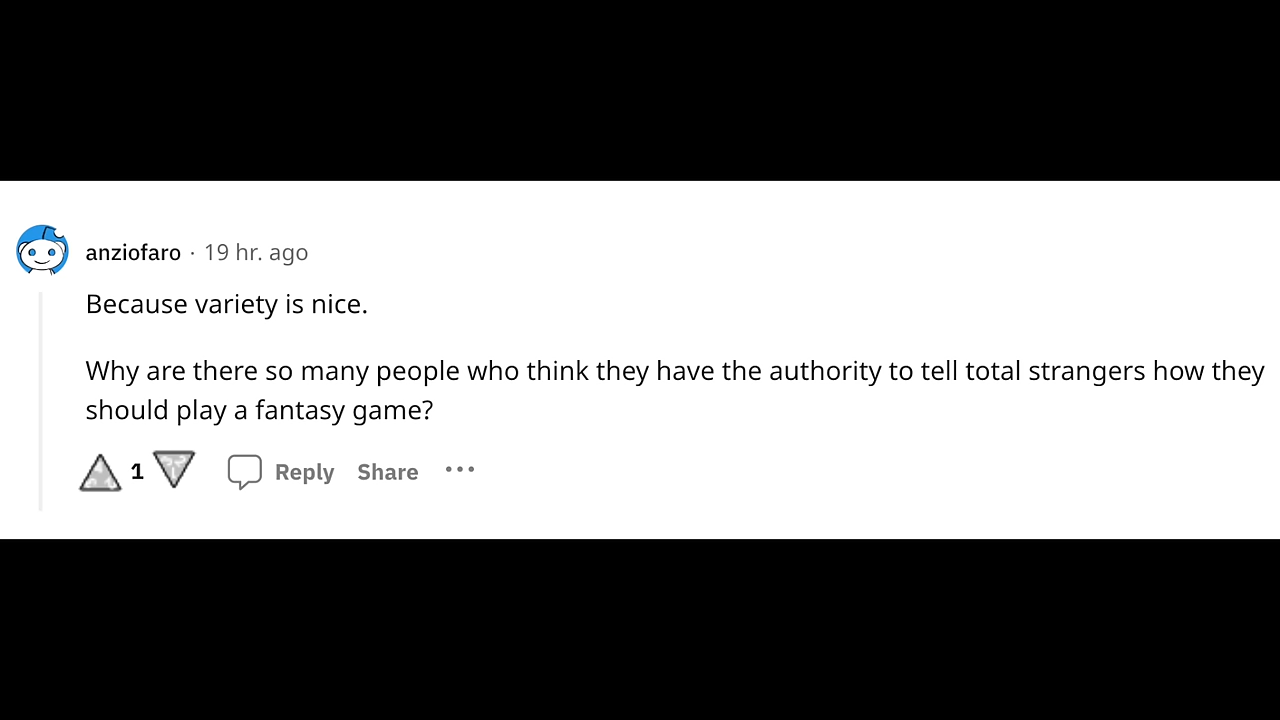 anziofaro · 19 hr. ago
Because variety is nice.
Why are there so many people who think they have the authority to tell total strangers how they
should play a fantasy game?
1 Reply Share ···